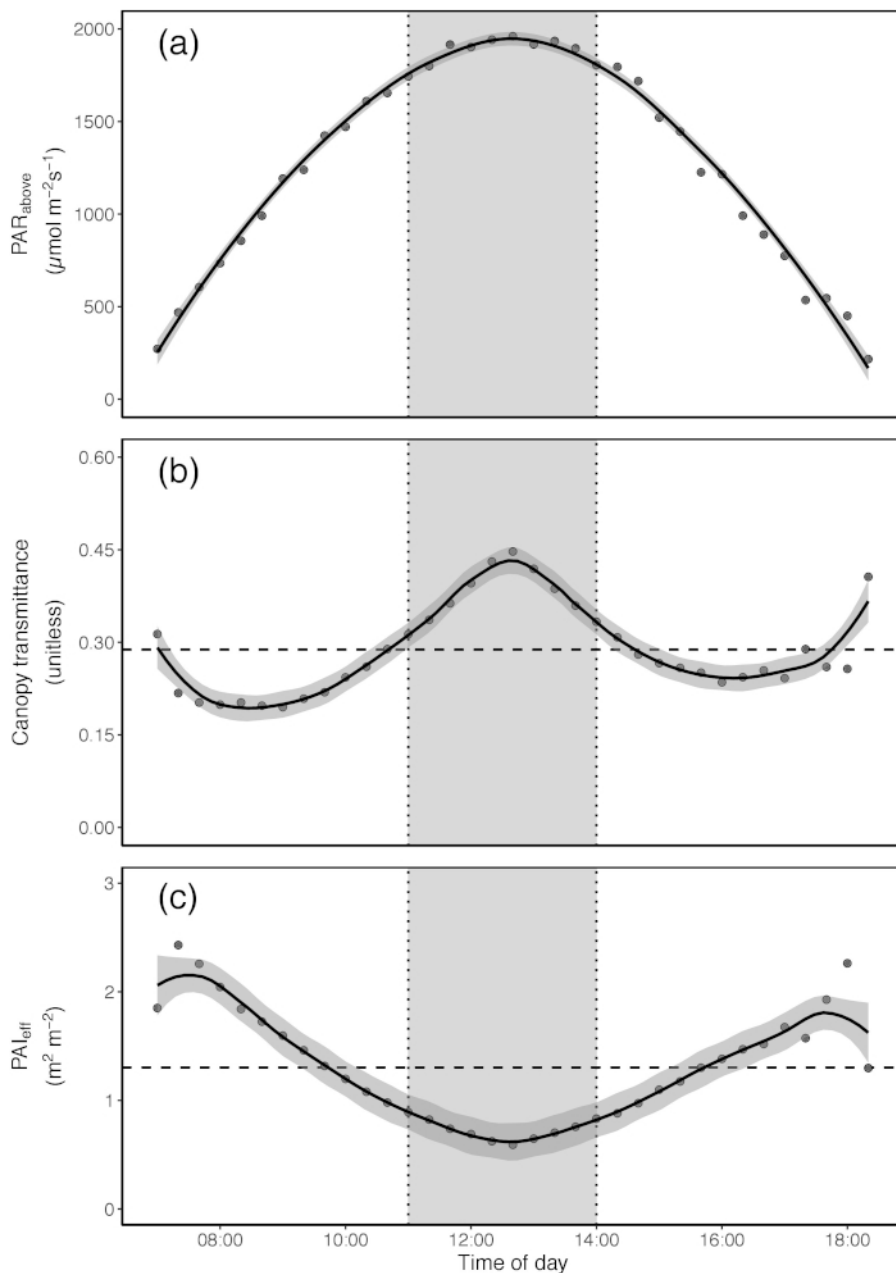 (a)
2000
1500
1000
500
0
PARabove
(µmol m−2s−1)
(b)
0.60
0.45
0.30
0.15
0.00
Canopy transmittance
(unitless)
(c)
3
2
1
0
PAIeff
(m2 m−2)
08:00 10:00 12:00 14:00 16:00 18:00
Time of day